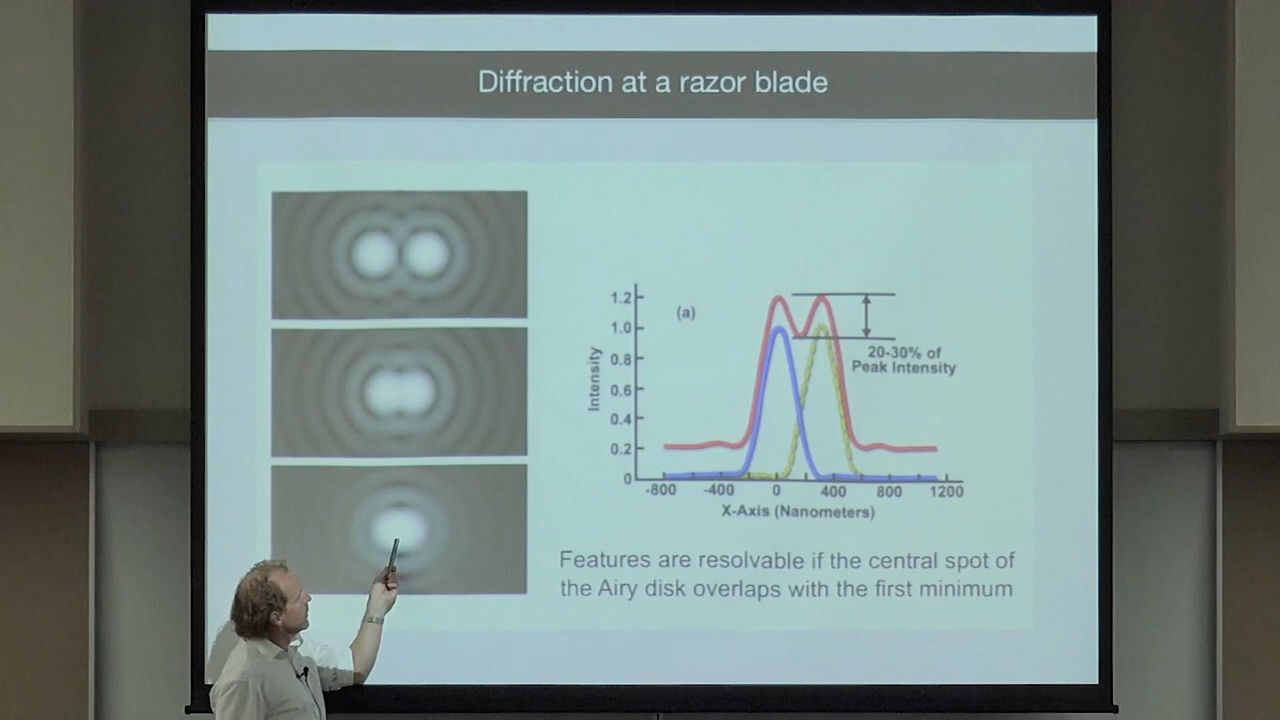 Diffraction at a razor blade
(a)
1.2
1.0
0.8
0.6
0.4
0.2
0
Intensity
-800 -400 0 400 800 1200
X-Axis (Nanometers)
20-30% of
Peak Intensity
Features are resolvable if the central spot of
the Airy disk overlaps with the first minimum